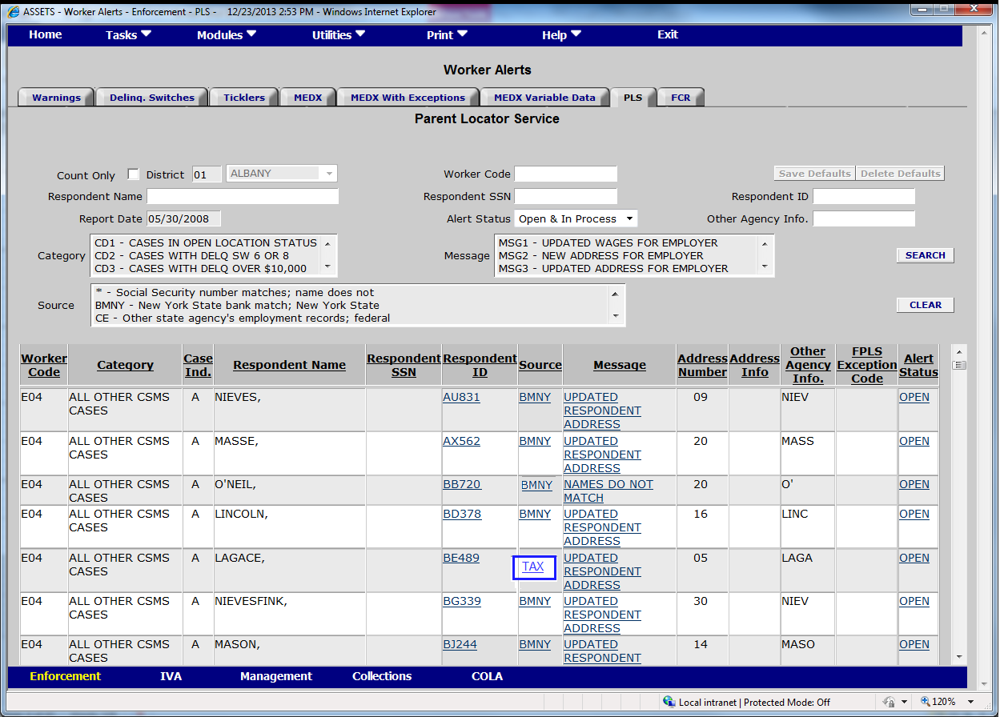 ASSETS - Worker Alerts - Enforcement - PLS - 12/23/2013 2:53 PM - Windows Internet Explorer
Home Tasks Modules Utilities Print Help Exit
Worker Alerts
Warnings Delinq. Switches Ticklers MEDX MEDX With Exceptions MEDX Variable Data PLS FCR
Parent Locator Service
Count Only District 01 ALBANY Worker Code Save Defaults Delete Defaults
Respondent Name Respondent SSN Respondent ID
Report Date 05/30/2008 Alert Status Open & In Process Other Agency Info.
Category
CD1 - CASES IN OPEN LOCATION STATUS
CD2 - CASES WITH DELQ SW 6 OR 8
CD3 - CASES WITH DELQ OVER $10,000
Message
MSG1 - UPDATED WAGES FOR EMPLOYER
MSG2 - NEW ADDRESS FOR EMPLOYER
MSG3 - UPDATED ADDRESS FOR EMPLOYER
SEARCH
Source
* - Social Security number matches; name does not
BMNY - New York State bank match; New York State
CE - Other state agency's employment records; federal
CLEAR
Worker Code Category Case Ind. Respondent Name Respondent SSN Respondent ID Source Message Address Number Address Info Other Agency Info. FPLS Exception Code Alert Status
E04 ALL OTHER CSMS CASES A NIEVES, AU831 BMNY UPDATED RESPONDENT ADDRESS 09 NIEV OPEN
E04 ALL OTHER CSMS CASES A MASSE, AX562 BMNY UPDATED RESPONDENT ADDRESS 20 MASS OPEN
E04 ALL OTHER CSMS CASES A O'NEIL, BB720 BMNY NAMES DO NOT MATCH 20 O' OPEN
E04 ALL OTHER CSMS CASES A LINCOLN, BD378 BMNY UPDATED RESPONDENT ADDRESS 16 LINC OPEN
E04 ALL OTHER CSMS CASES A LAGACE, BE489 TAX UPDATED RESPONDENT ADDRESS 05 LAGA OPEN
E04 ALL OTHER CSMS CASES A NIEVESFINK, BG339 BMNY UPDATED RESPONDENT ADDRESS 30 NIEV OPEN
E04 ALL OTHER CSMS CASES A MASON, BJ244 BMNY UPDATED RESPONDENT 14 MASO OPEN
Enforcement IVA Management Collections COLA
Local intranet | Protected Mode: Off 120%